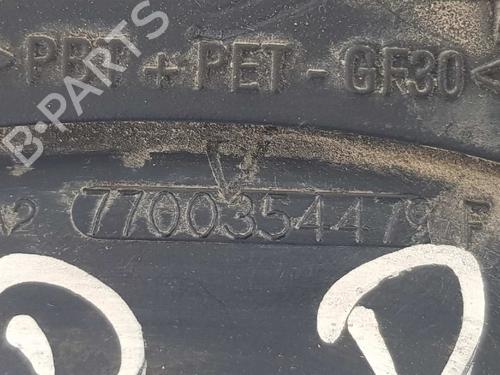 B-PARTS
>PBT + PET - GF30<
7700354479